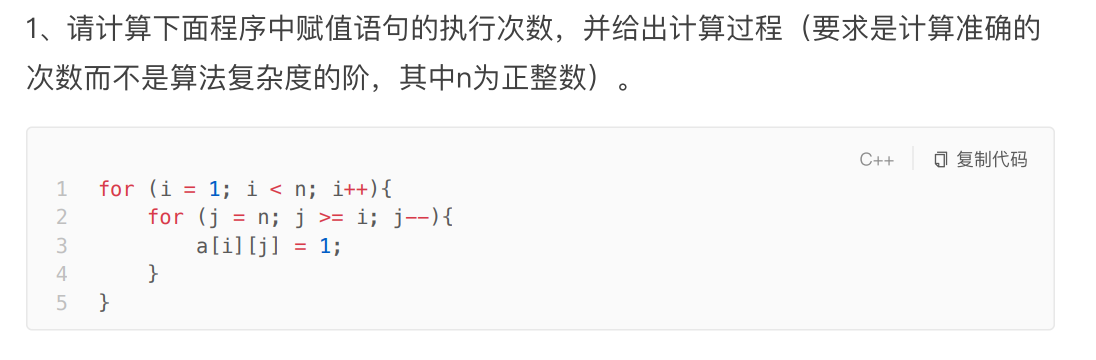 1、请计算下面程序中赋值语句的执行次数，并给出计算过程（要求是计算准确的
次数而不是算法复杂度的阶，其中n为正整数）。
C++ 复制代码
1 for (i = 1; i < n; i++){
2     for (j = n; j >= i; j--){
3         a[i][j] = 1;
4     }
5 }